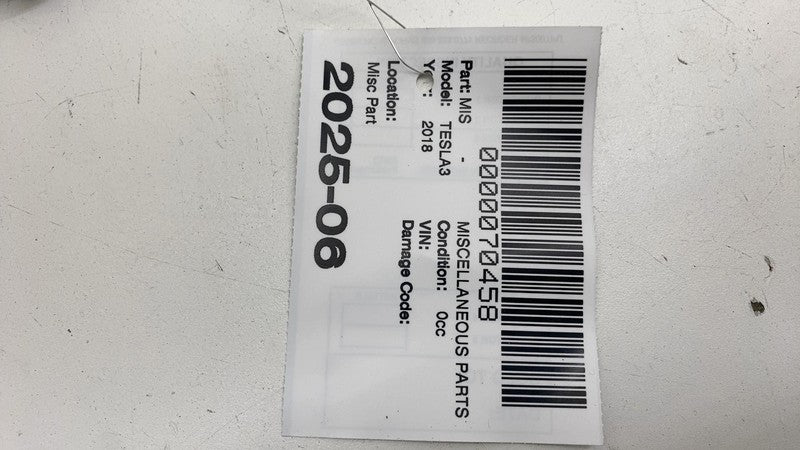 0000070458
Part: MIS - MISCELLANEOUS PARTS
Model: TESLA3 Condition: 0cc
2018 VIN:
Damage Code:
Location:
Misc Part
2025-06